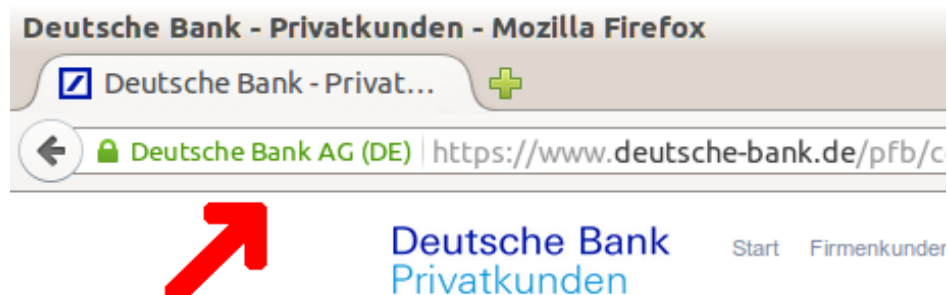 Deutsche Bank - Privatkunden - Mozilla Firefox
Deutsche Bank - Privat...
Deutsche Bank AG (DE) https://www.deutsche-bank.de/pfb/c
Deutsche Bank Start Firmenkunden
Privatkunden